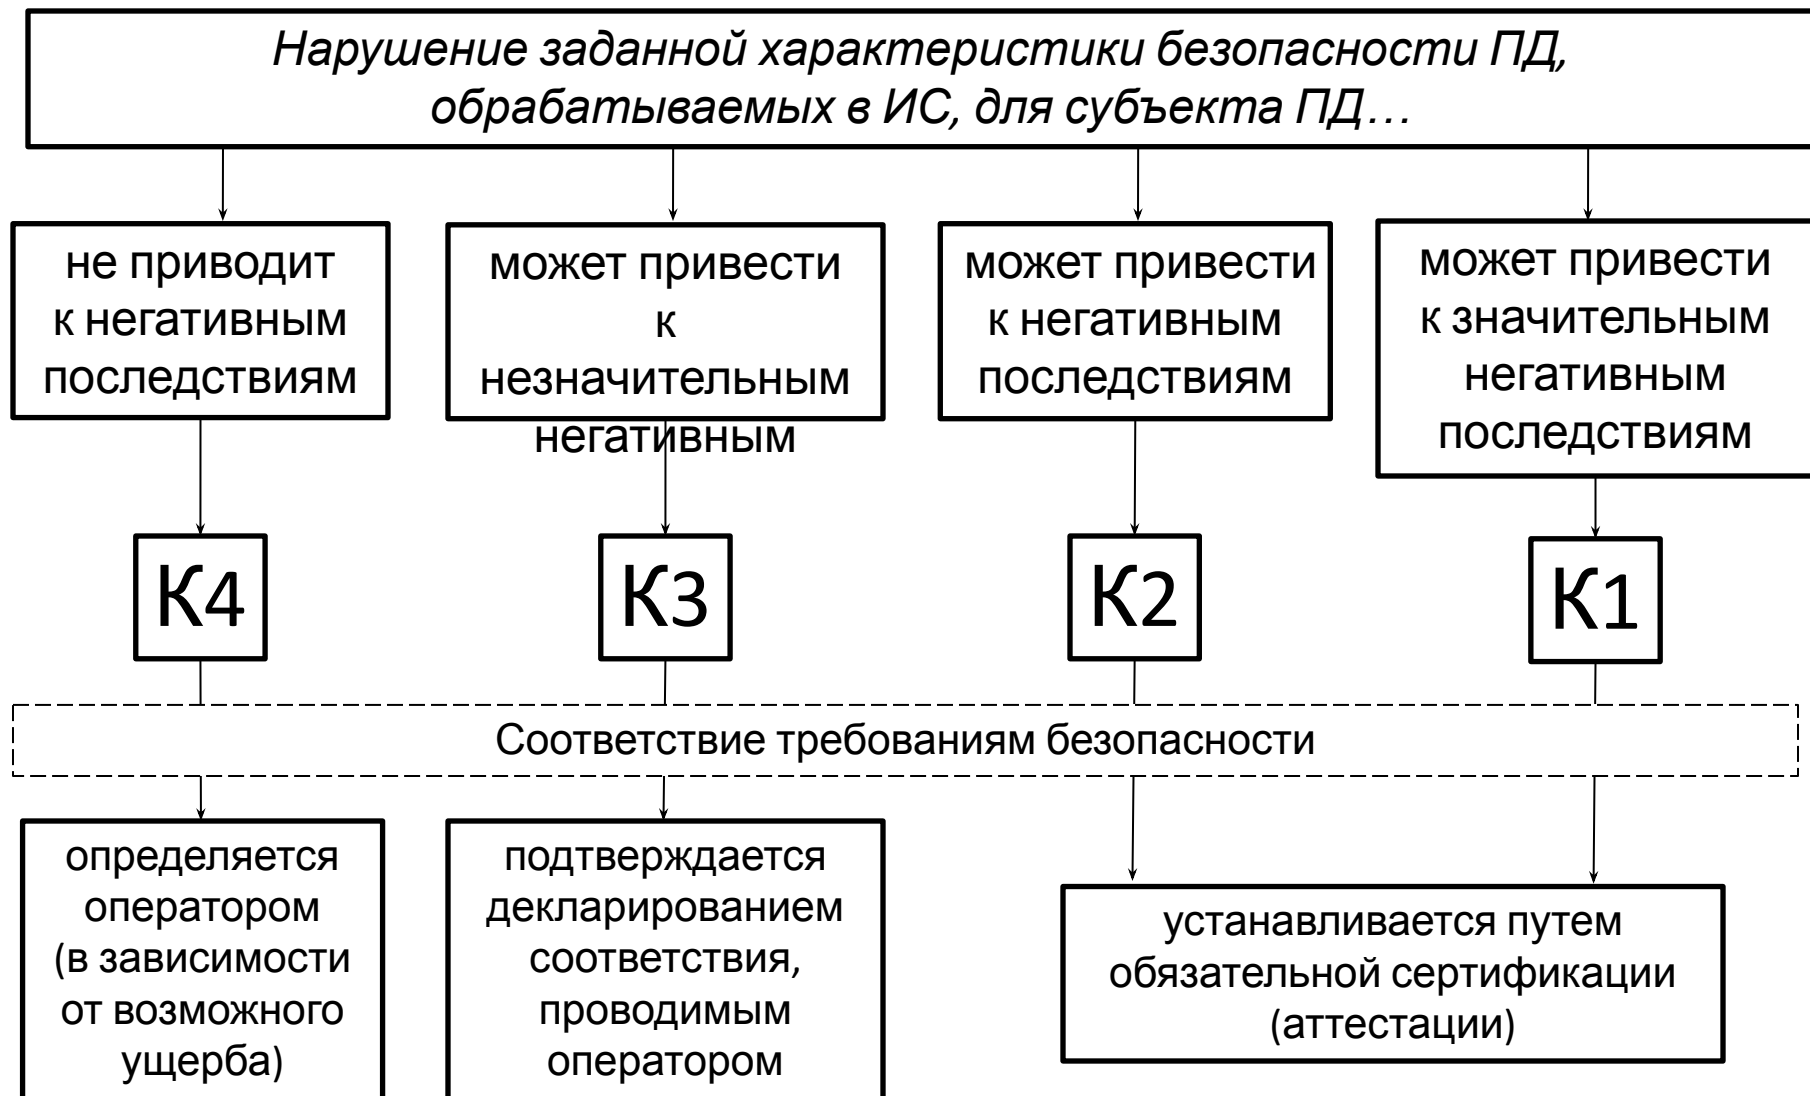 Нарушение заданной характеристики безопасности ПД,
обрабатываемых в ИС, для субъекта ПД…
не приводит
к негативным
последствиям
может привести
к
незначительным
негативным
может привести
к негативным
последствиям
может привести
к значительным
негативным
последствиям
К4
К3
К2
К1
Соответствие требованиям безопасности
определяется
оператором
(в зависимости
от возможного
ущерба)
подтверждается
декларированием
соответствия,
проводимым
оператором
устанавливается путем
обязательной сертификации
(аттестации)